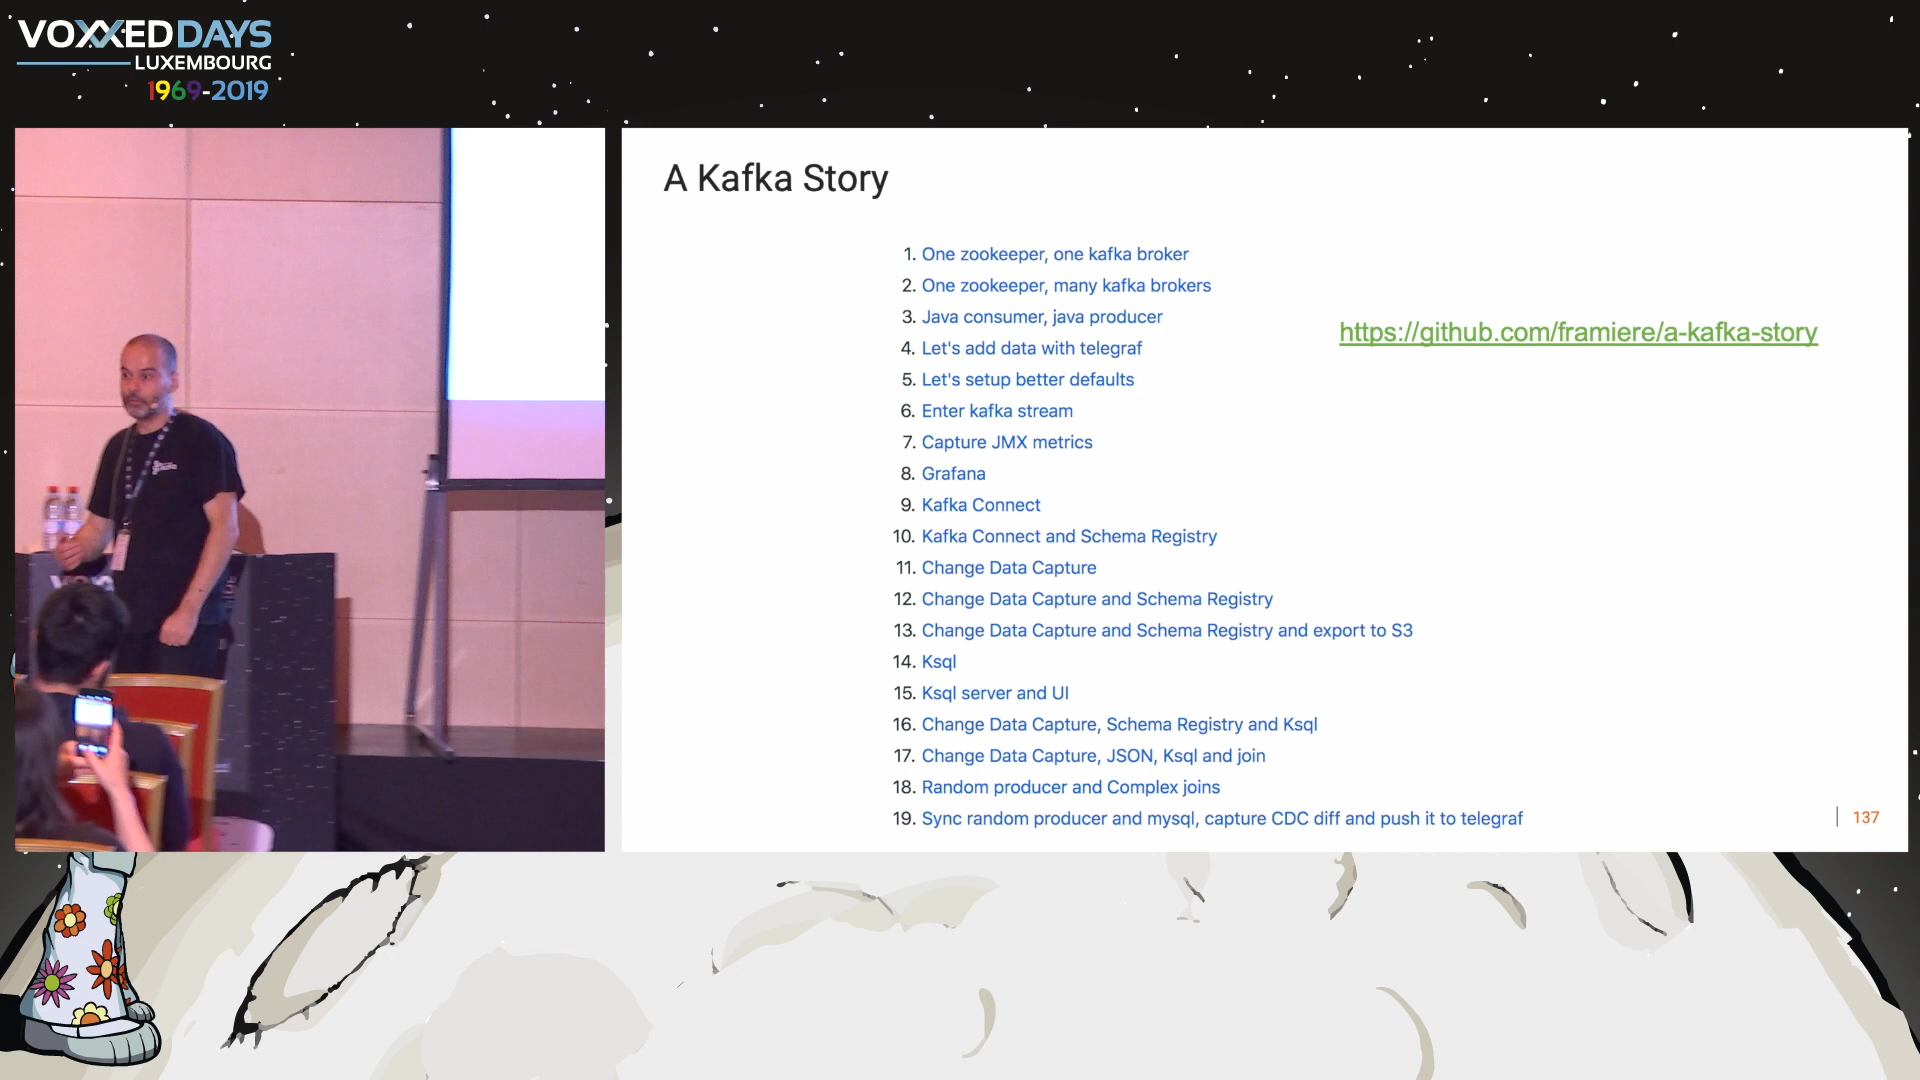 VOXXEDDAYS
LUXEMBOURG
1969-2019
A Kafka Story
1. One zookeeper, one kafka broker
2. One zookeeper, many kafka brokers
3. Java consumer, java producer
4. Let's add data with telegraf
5. Let's setup better defaults
6. Enter kafka stream
7. Capture JMX metrics
8. Grafana
9. Kafka Connect
10. Kafka Connect and Schema Registry
11. Change Data Capture
12. Change Data Capture and Schema Registry
13. Change Data Capture and Schema Registry and export to S3
14. Ksql
15. Ksql server and UI
16. Change Data Capture, Schema Registry and Ksql
17. Change Data Capture, JSON, Ksql and join
18. Random producer and Complex joins
19. Sync random producer and mysql, capture CDC diff and push it to telegraf
https://github.com/framiere/a-kafka-story
137